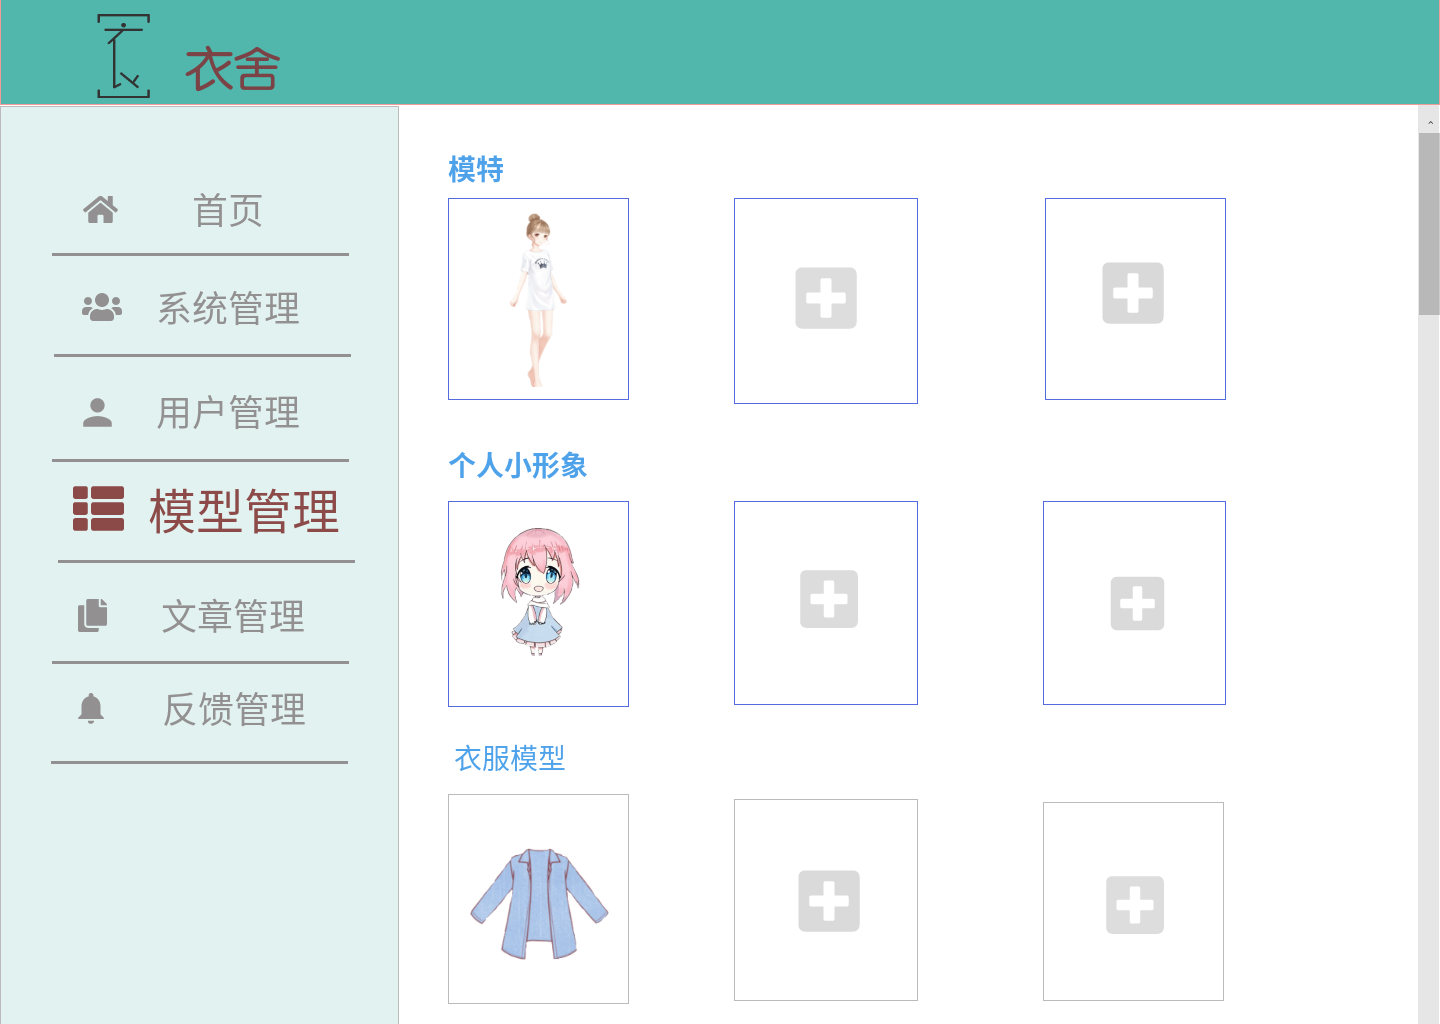 衣舍
首页
系统管理
用户管理
模型管理
文章管理
反馈管理
模特
个人小形象
衣服模型